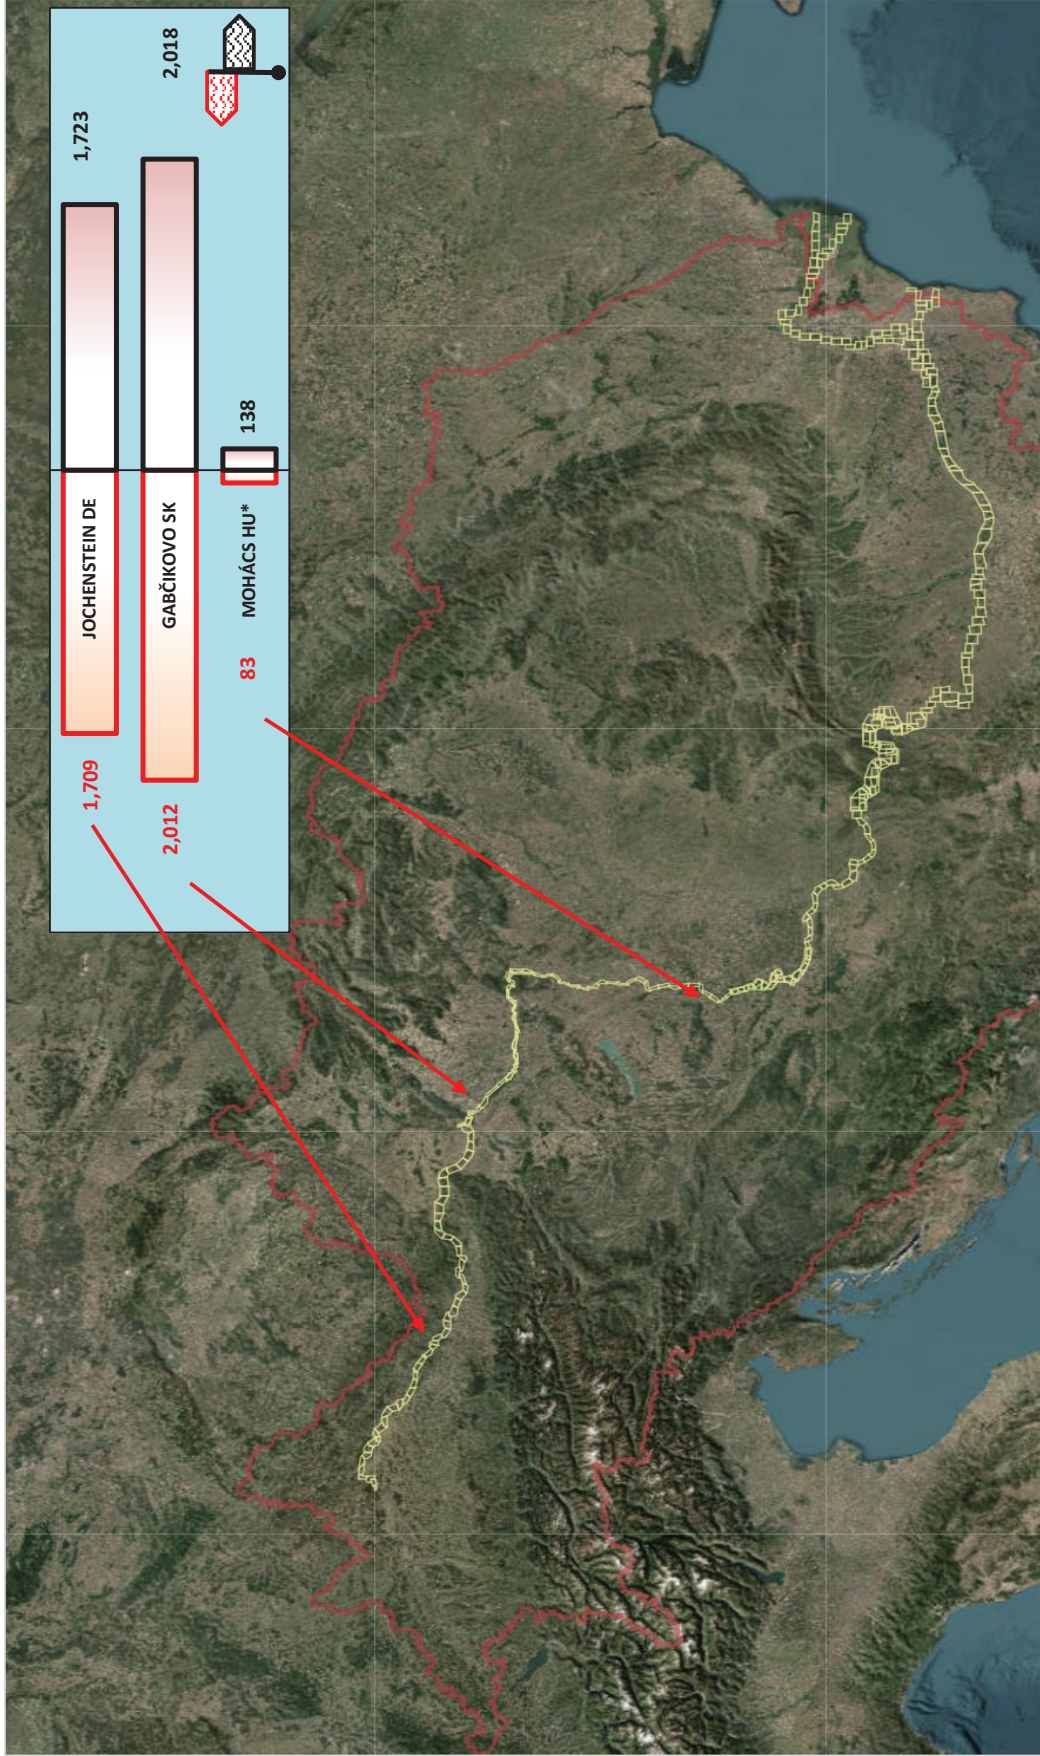 1,709
JOCHENSTEIN DE
1,723
2,012
GABČIKOVO SK
2,018
83
MOHÁCS HU*
138